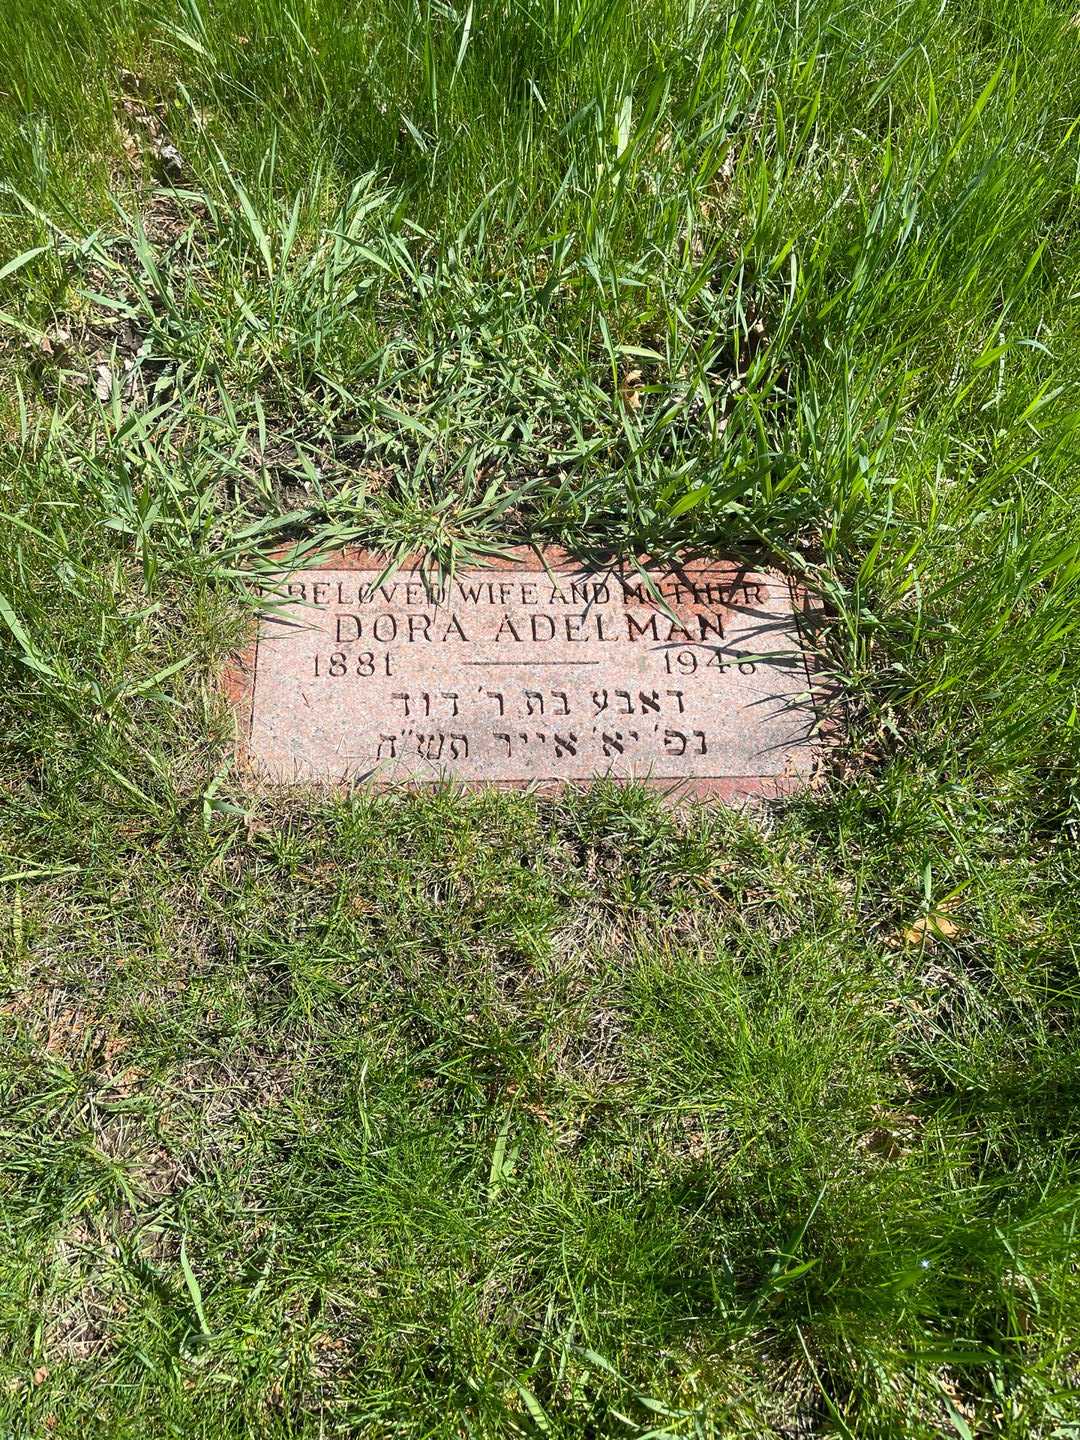 BELOVED WIFE AND MOTHER
DORA ADELMAN
1881 — 1948
דאבע בת ר' דוד
נפ' יא' אייר תש"ח